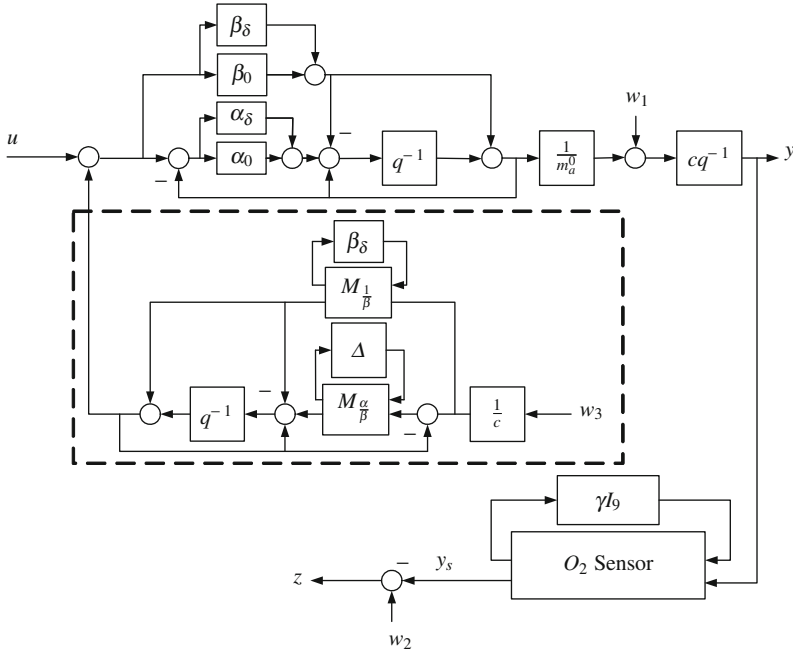 β_δ
β_0
α_δ
w_1
u
−
α_0
−
q^{-1}
1/m_a^0
cq^{-1}
y
β_δ
M_{1/β}
Δ
−
q^{-1}
M_{α/β}
−
1/c
w_3
γI_9
z
−
y_s
O_2 Sensor
w_2